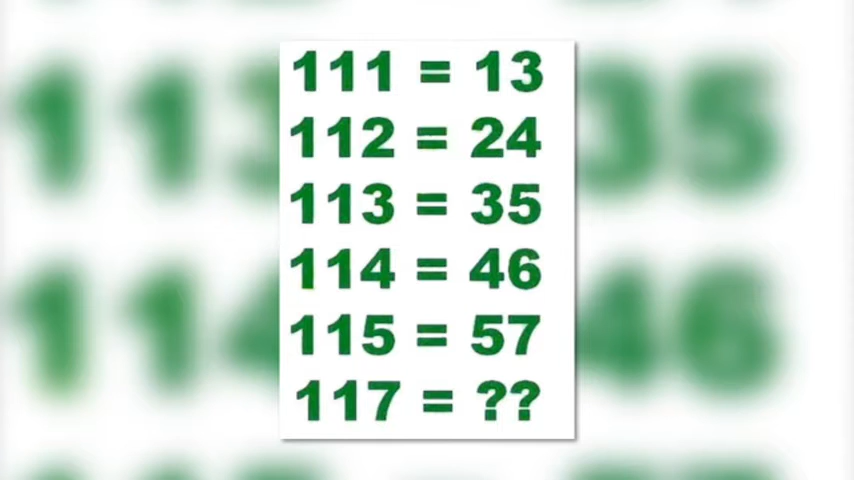 111 = 13
112 = 24
113 = 35
114 = 46
115 = 57
117 = ??